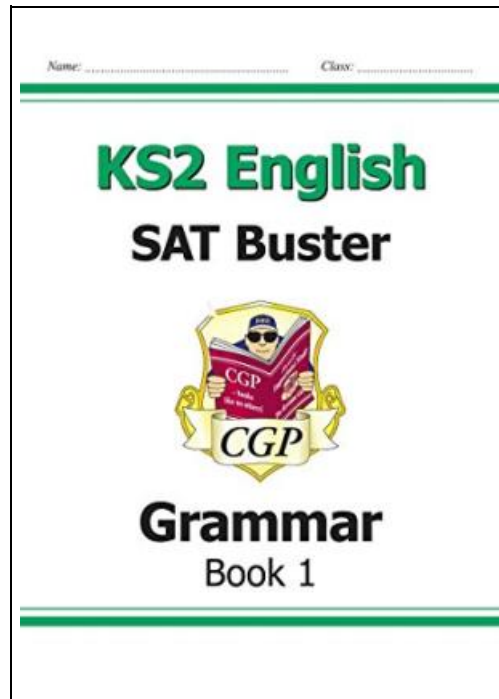 Name: Class:
KS2 English
SAT Buster
CGP
CGP
Grammar
Book 1